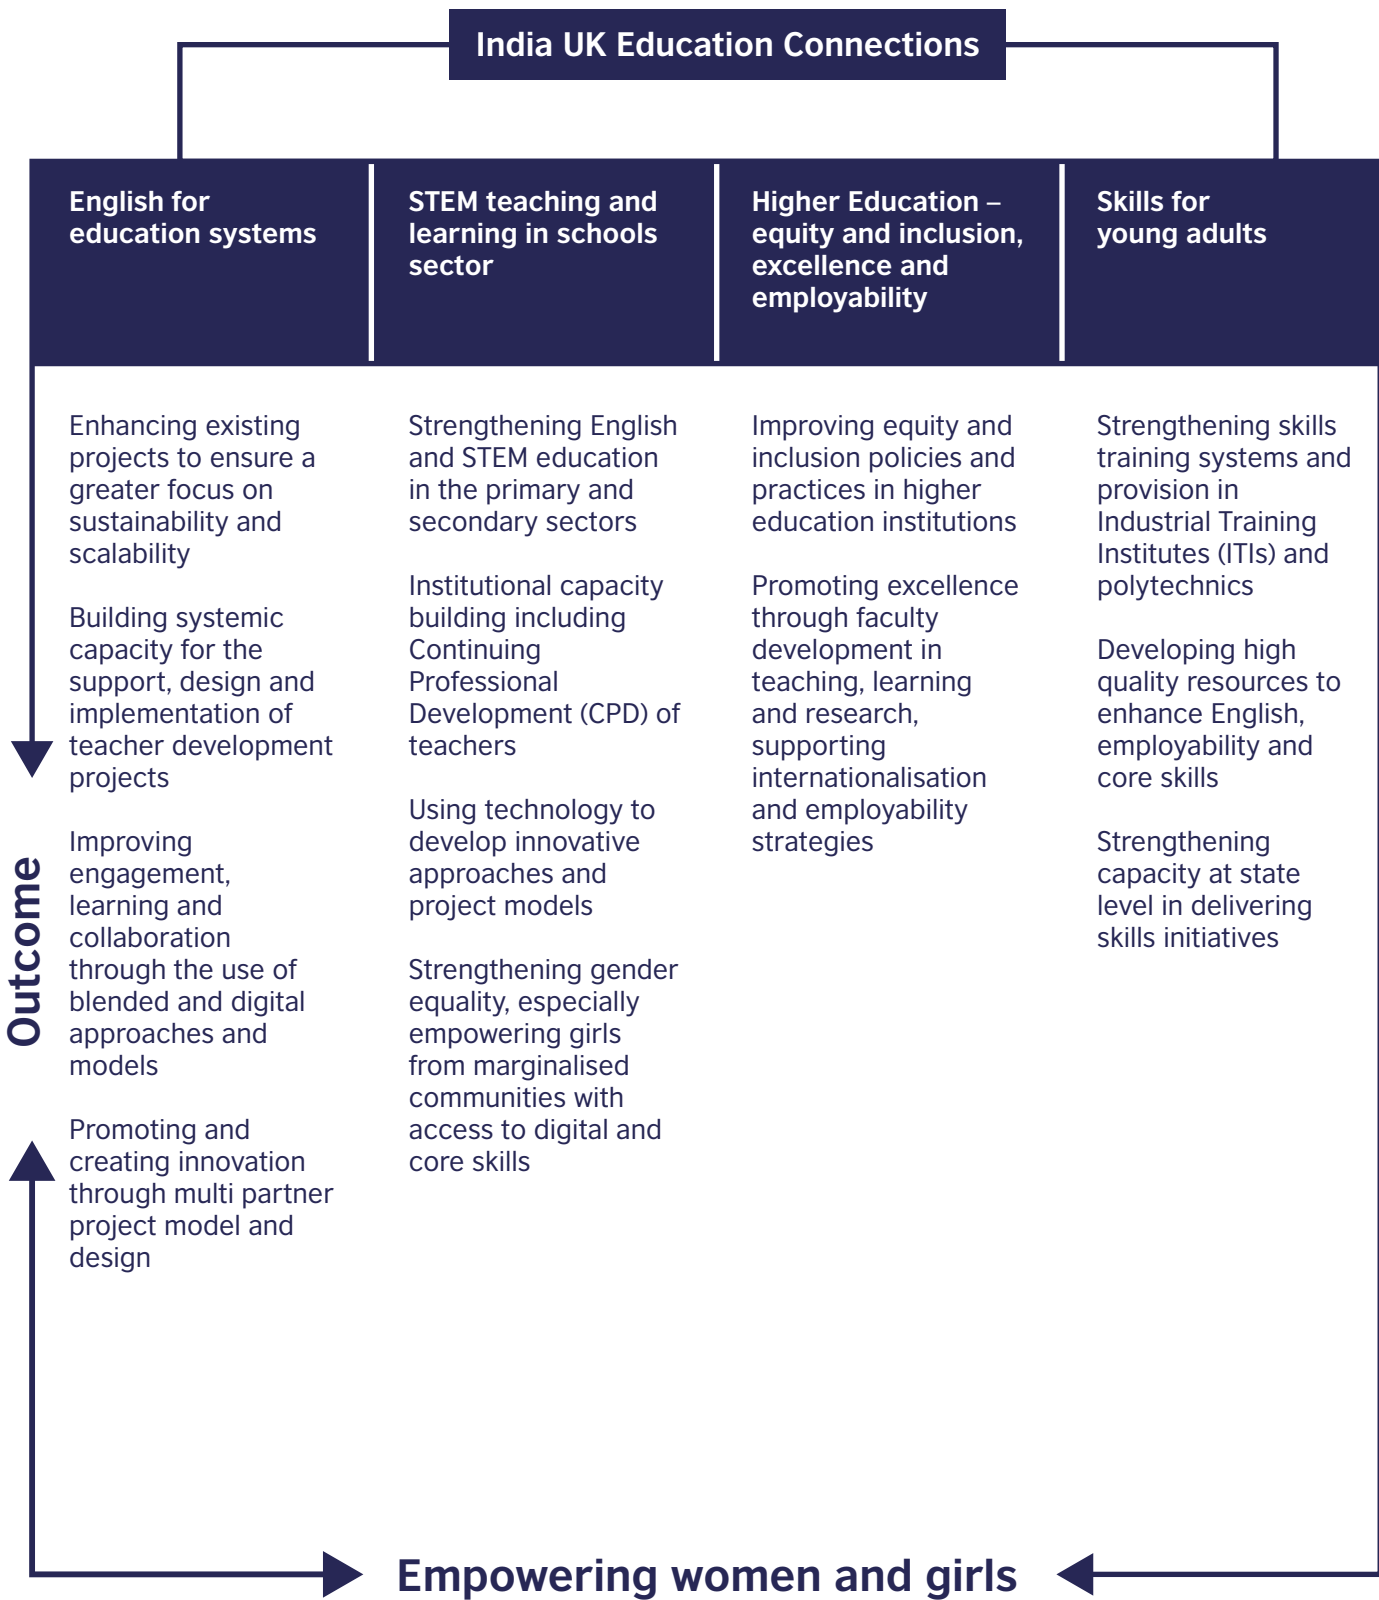 India UK Education Connections
English for
education systems
STEM teaching and
learning in schools
sector
Higher Education –
equity and inclusion,
excellence and
employability
Skills for
young adults
Outcome
Enhancing existing
projects to ensure a
greater focus on
sustainability and
scalability
Building systemic
capacity for the
support, design and
implementation of
teacher development
projects
Improving
engagement,
learning and
collaboration
through the use of
blended and digital
approaches and
models
Promoting and
creating innovation
through multi partner
project model and
design
Strengthening English
and STEM education
in the primary and
secondary sectors
Institutional capacity
building including
Continuing
Professional
Development (CPD) of
teachers
Using technology to
develop innovative
approaches and
project models
Strengthening gender
equality, especially
empowering girls
from marginalised
communities with
access to digital and
core skills
Improving equity and
inclusion policies and
practices in higher
education institutions
Promoting excellence
through faculty
development in
teaching, learning
and research,
supporting
internationalisation
and employability
strategies
Strengthening skills
training systems and
provision in
Industrial Training
Institutes (ITIs) and
polytechnics
Developing high
quality resources to
enhance English,
employability and
core skills
Strengthening
capacity at state
level in delivering
skills initiatives
Empowering women and girls